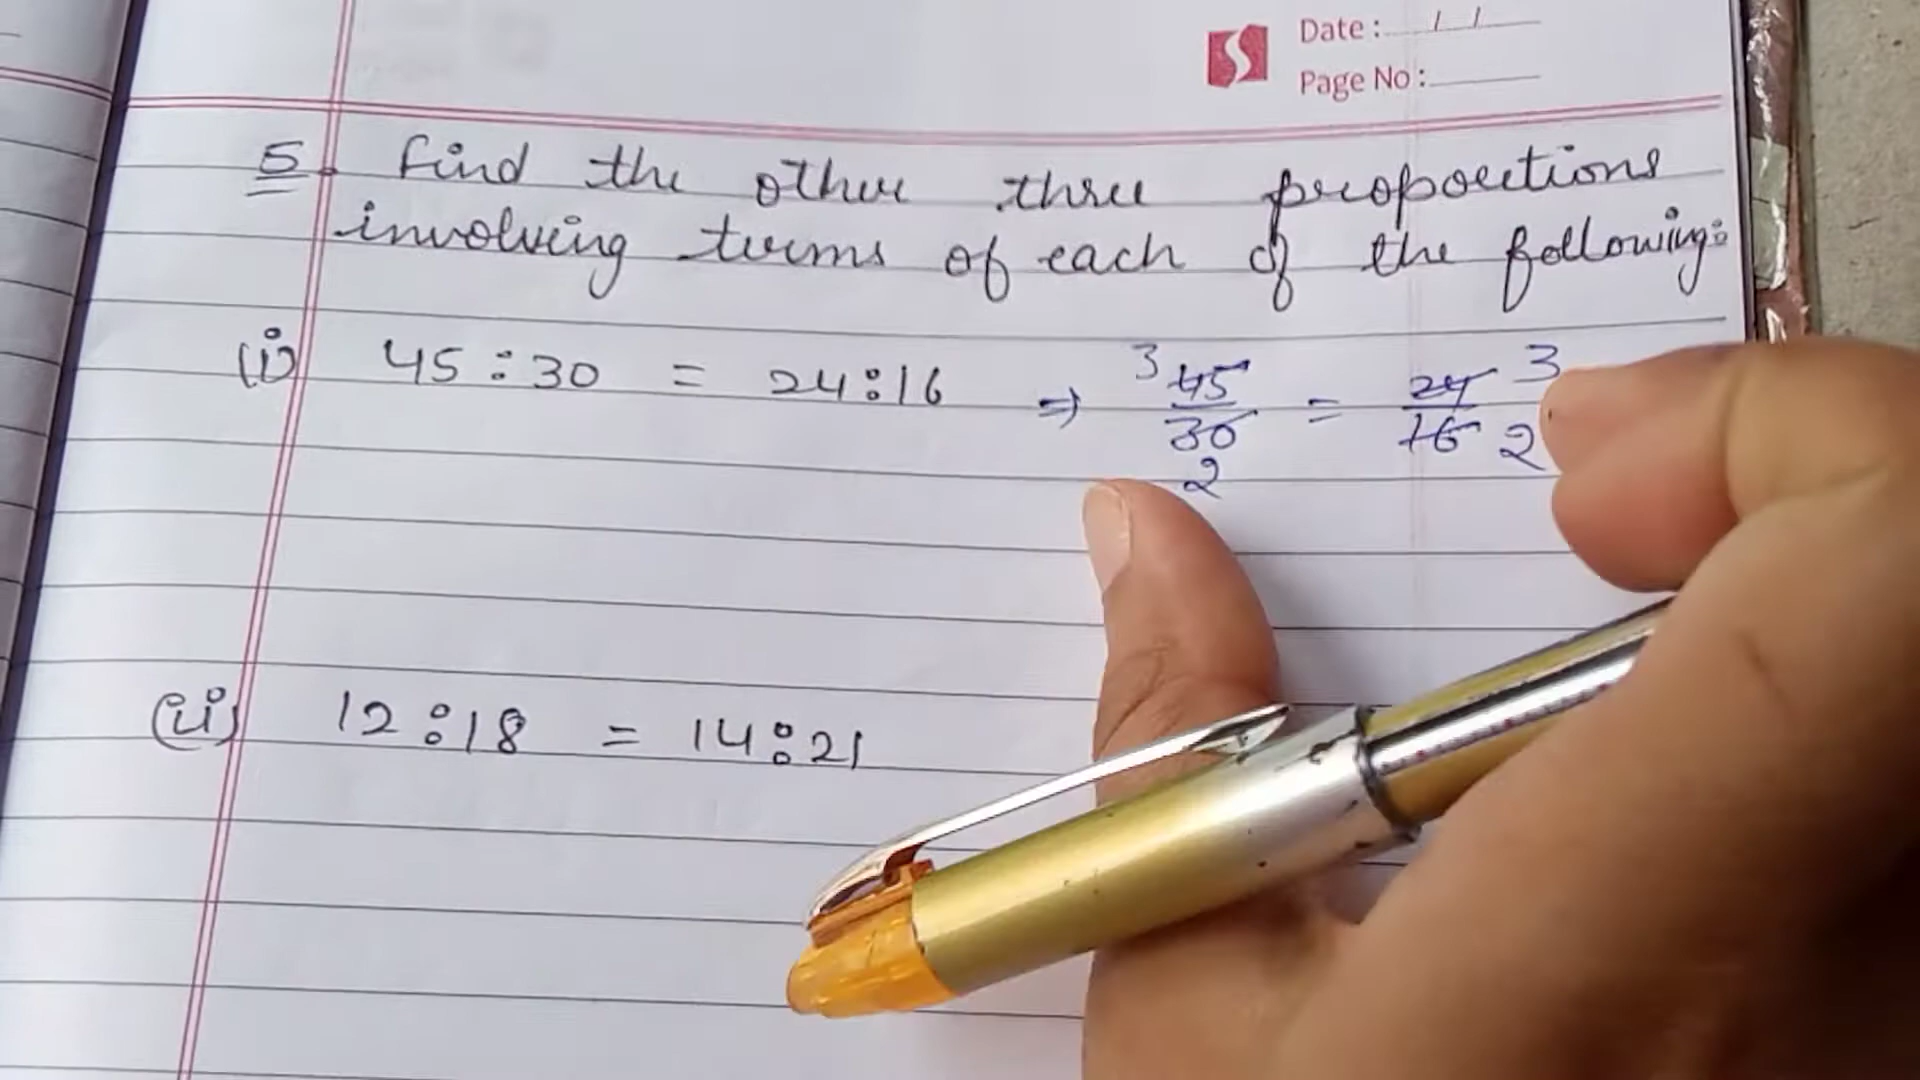 Date : / /
Page No :
5. Find the other three proportions
involving terms of each of the following:
(i) 45:30 = 24:16 ⇒ 3 45/30 2 = 24/16 3 2
(ii) 12:18 = 14:21